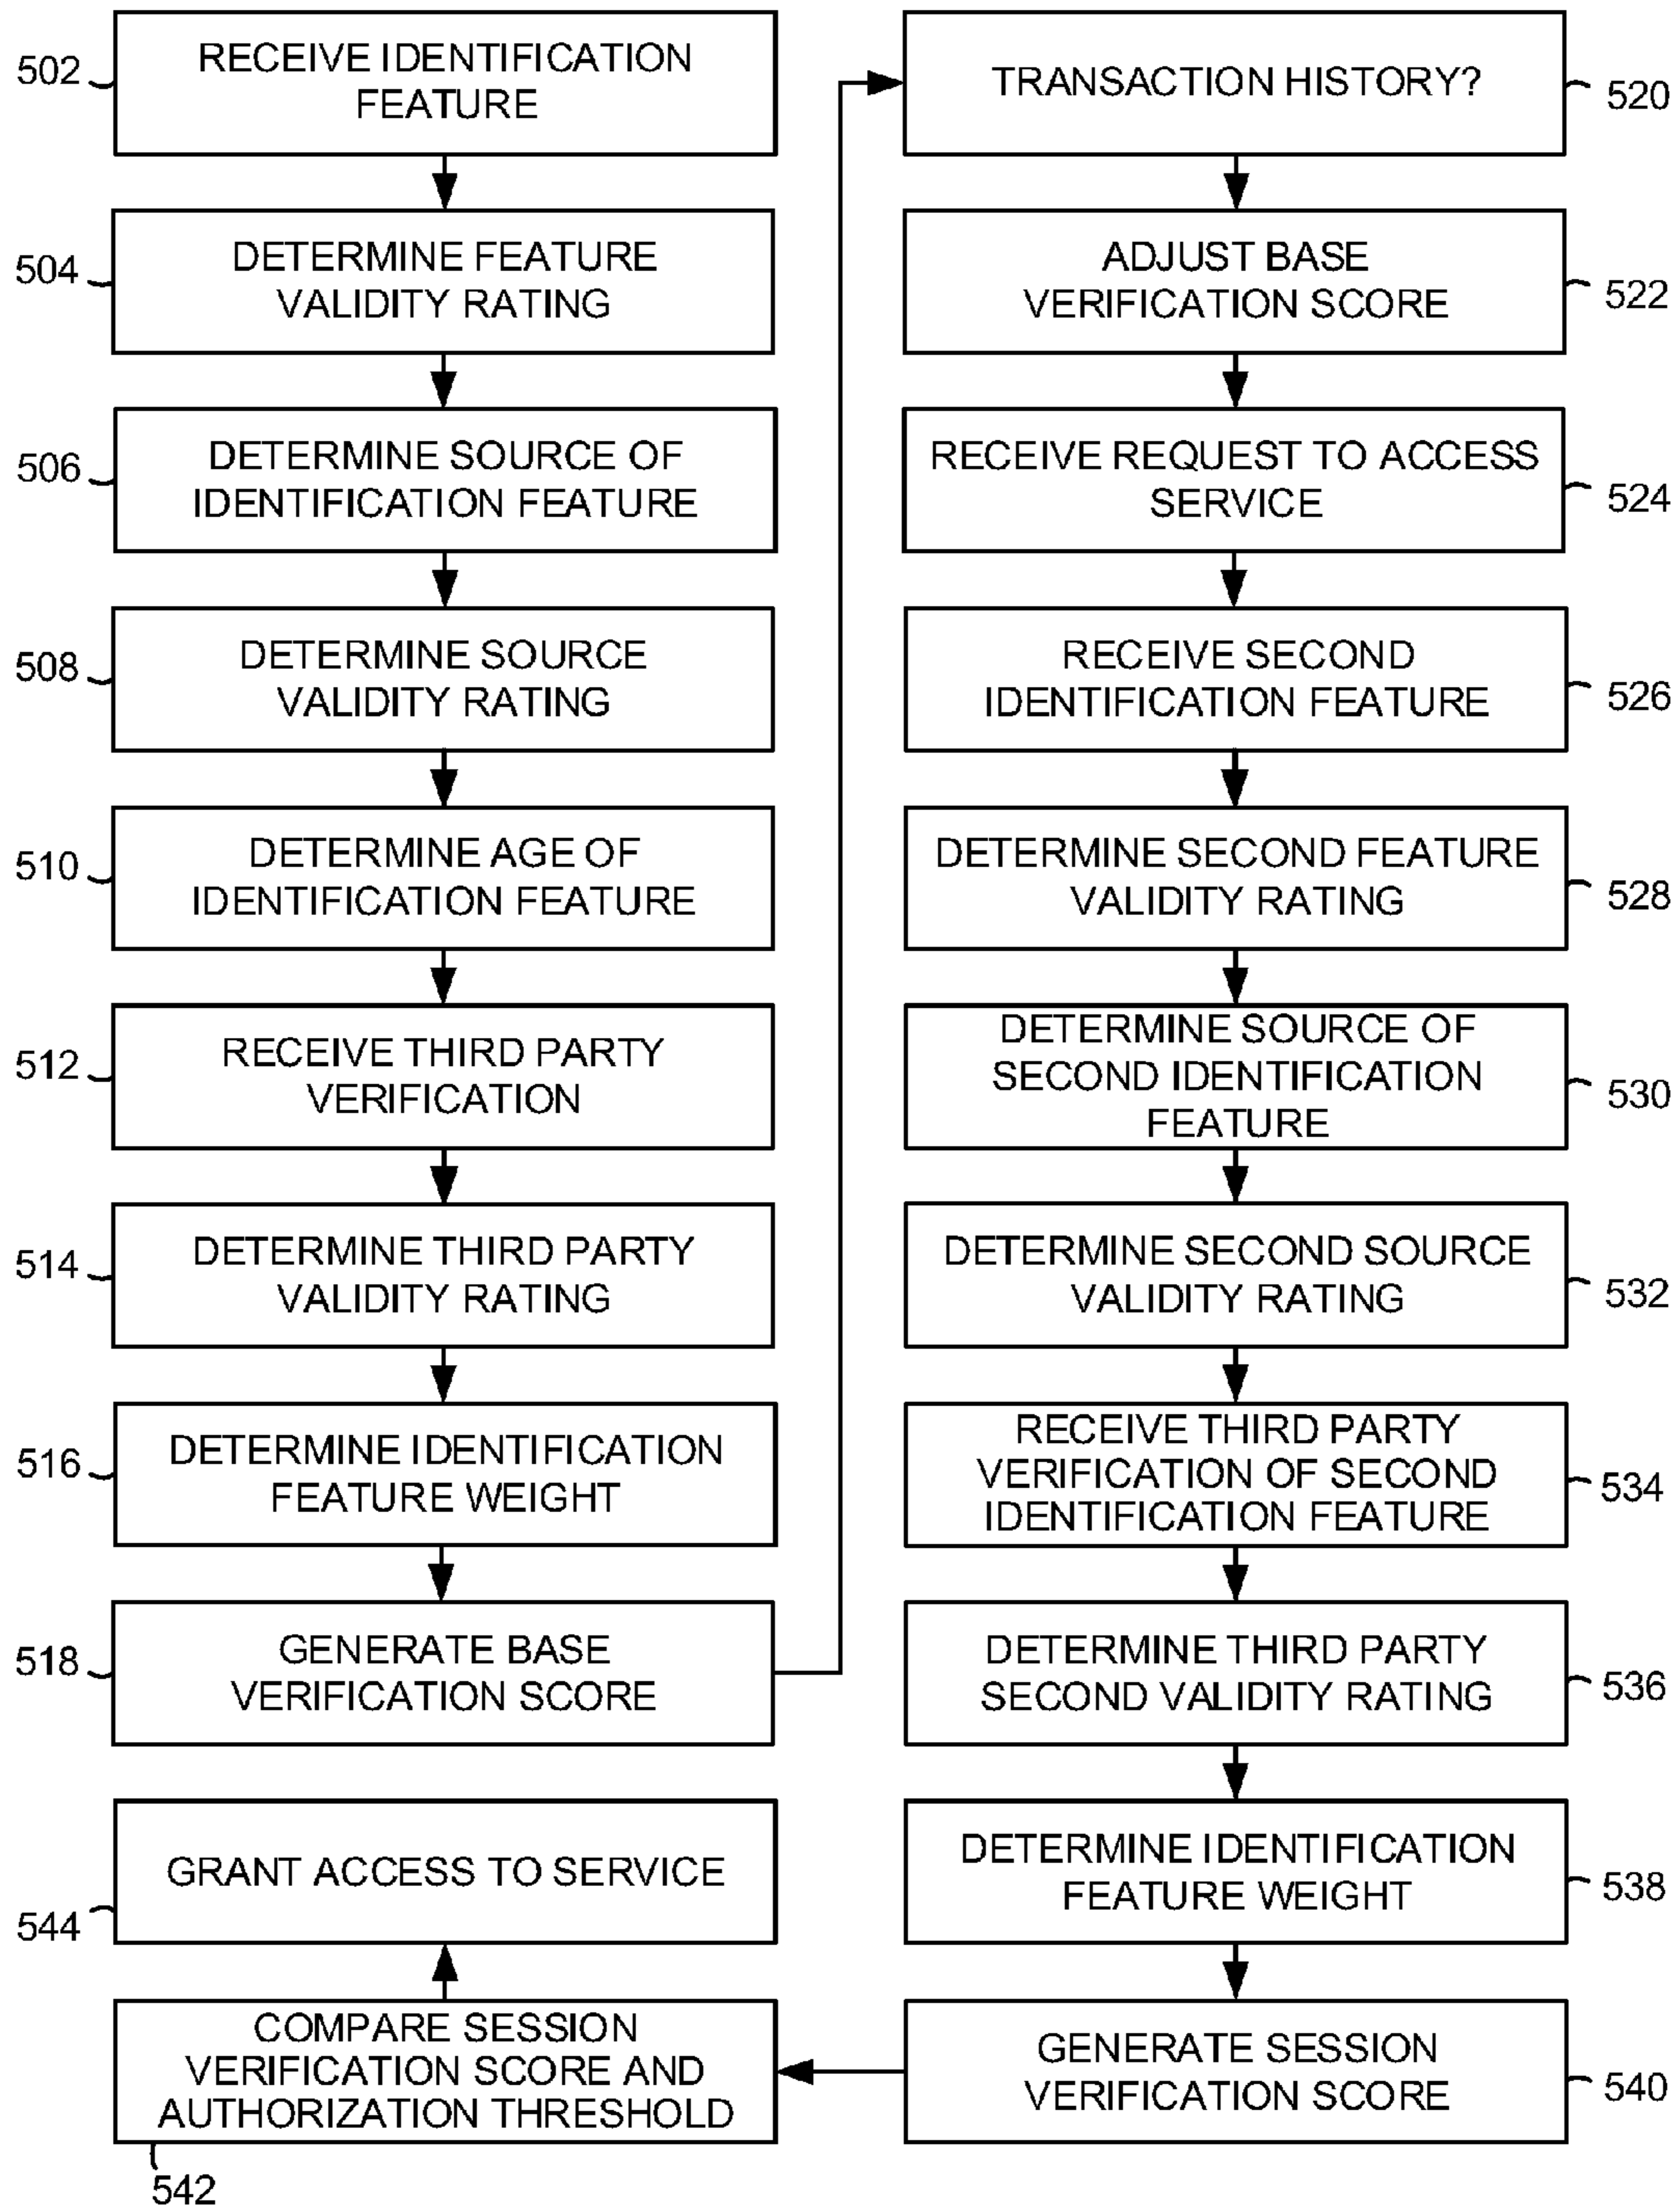 502
RECEIVE IDENTIFICATION
FEATURE
504
DETERMINE FEATURE
VALIDITY RATING
506
DETERMINE SOURCE OF
IDENTIFICATION FEATURE
508
DETERMINE SOURCE
VALIDITY RATING
510
DETERMINE AGE OF
IDENTIFICATION FEATURE
512
RECEIVE THIRD PARTY
VERIFICATION
514
DETERMINE THIRD PARTY
VALIDITY RATING
516
DETERMINE IDENTIFICATION
FEATURE WEIGHT
518
GENERATE BASE
VERIFICATION SCORE
TRANSACTION HISTORY?
520
ADJUST BASE
VERIFICATION SCORE
522
RECEIVE REQUEST TO ACCESS
SERVICE
524
RECEIVE SECOND
IDENTIFICATION FEATURE
526
DETERMINE SECOND FEATURE
VALIDITY RATING
528
DETERMINE SOURCE OF
SECOND IDENTIFICATION
FEATURE
530
DETERMINE SECOND SOURCE
VALIDITY RATING
532
RECEIVE THIRD PARTY
VERIFICATION OF SECOND
IDENTIFICATION FEATURE
534
DETERMINE THIRD PARTY
SECOND VALIDITY RATING
536
DETERMINE IDENTIFICATION
FEATURE WEIGHT
538
GENERATE SESSION
VERIFICATION SCORE
540
COMPARE SESSION
VERIFICATION SCORE AND
AUTHORIZATION THRESHOLD
542
GRANT ACCESS TO SERVICE
544